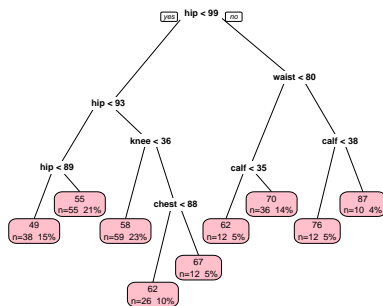 hip < 99
yes
no
waist < 80
hip < 93
knee < 36
calf < 38
hip < 89
calf < 35
chest < 88
55
n=55 21%
70
n=36 14%
87
n=10 4%
49
n=38 15%
58
n=59 23%
62
n=12 5%
76
n=12 5%
67
n=12 5%
62
n=26 10%